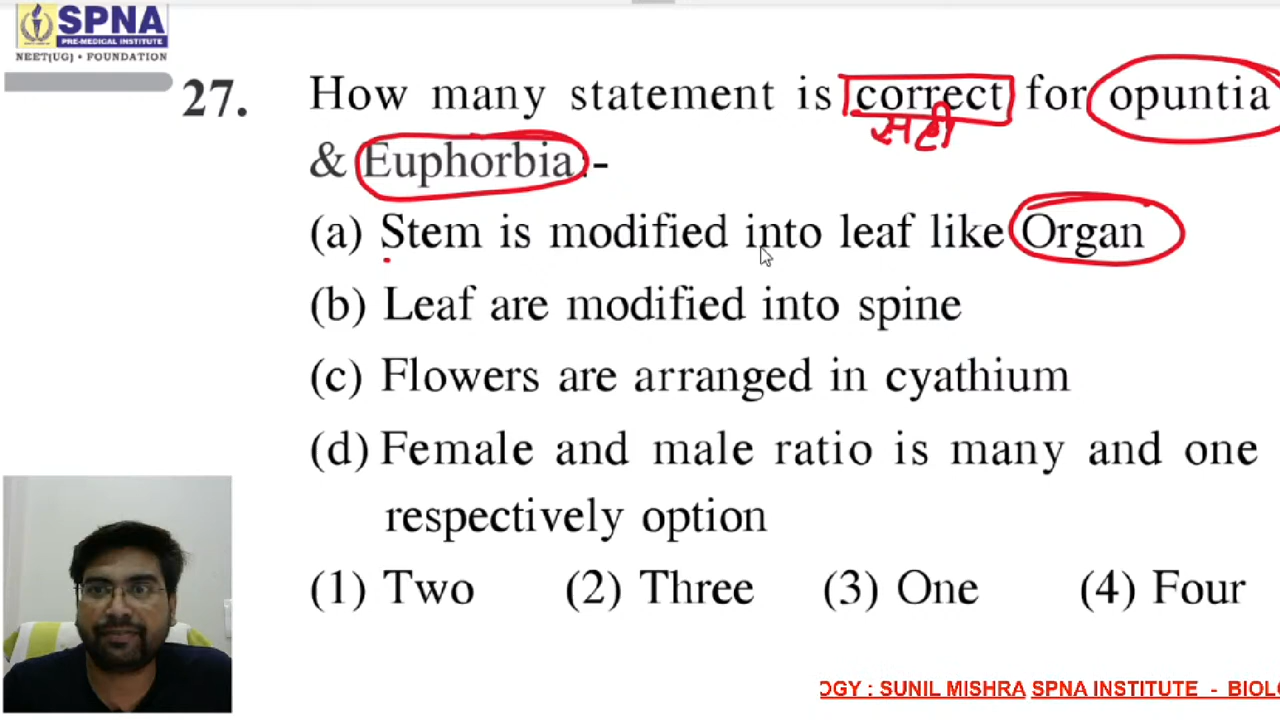 SPNA
PRE-MEDICAL INSTITUTE
NEET(UG) • FOUNDATION
27. How many statement is correct for opuntia
सही
& Euphorbia :-
(a) Stem is modified into leaf like Organ
(b) Leaf are modified into spine
(c) Flowers are arranged in cyathium
(d) Female and male ratio is many and one
respectively option
(1) Two (2) Three (3) One (4) Four
OGY : SUNIL MISHRA SPNA INSTITUTE - BIOL